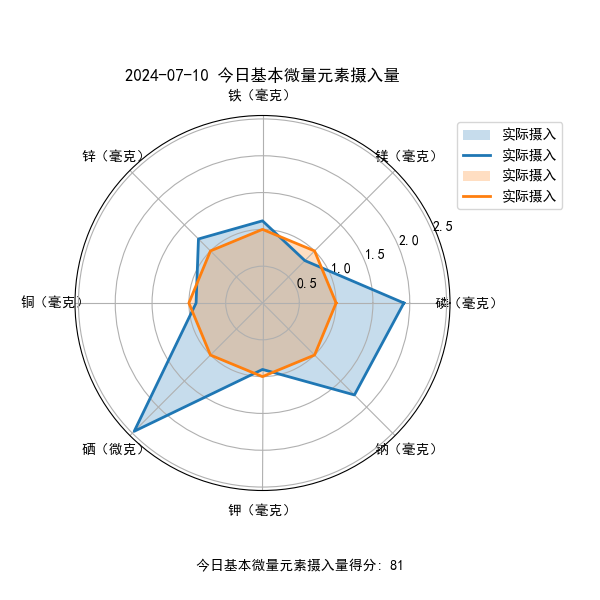 2024-07-10 今日基本微量元素摄入量
铁（毫克）
实际摄入
实际摄入
实际摄入
实际摄入
锌（毫克）
镁（毫克）
2.5
2.0
1.5
1.0
0.5
铜（毫克）
磷（毫克）
硒（微克）
钠（毫克）
钾（毫克）
今日基本微量元素摄入量得分: 81